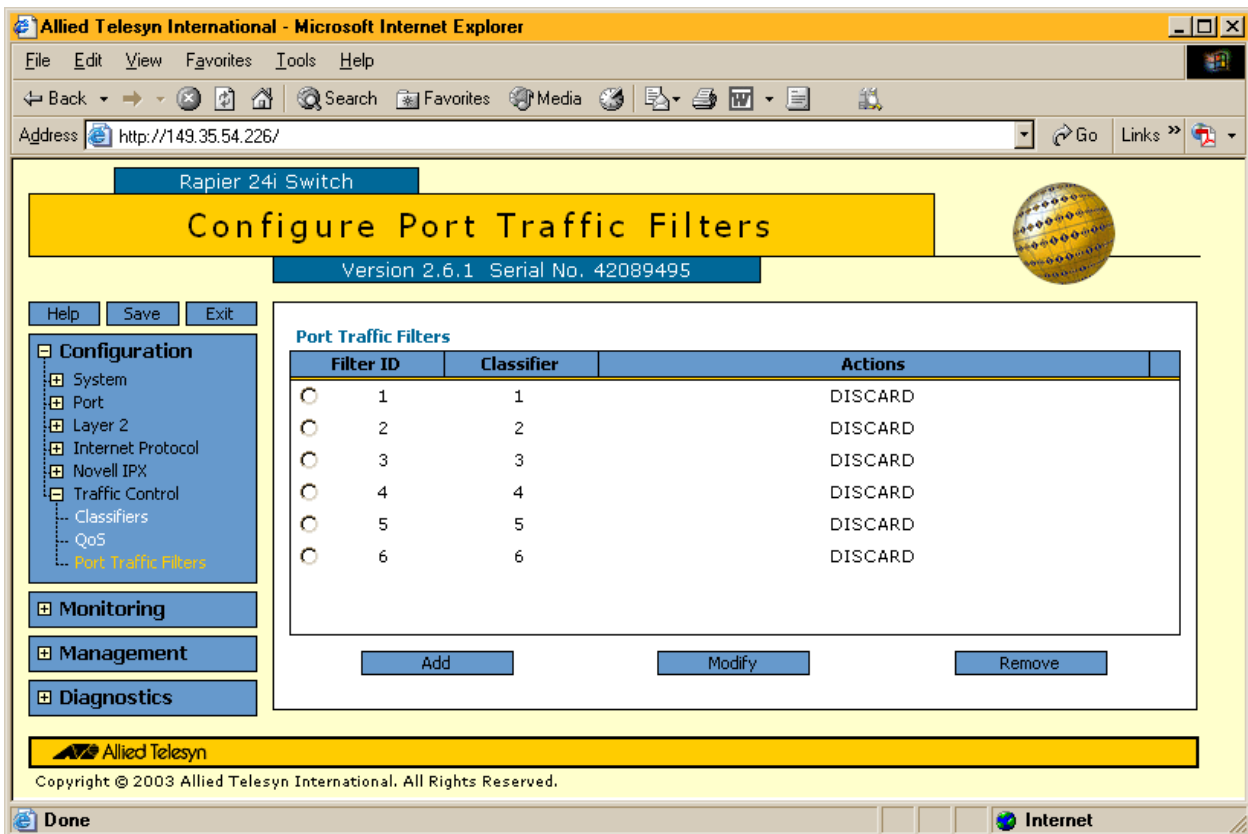 Allied Telesyn International - Microsoft Internet Explorer
File Edit View Favorites Tools Help
Back Search Favorites Media
Address http://149.35.54.226/ Go Links »
Rapier 24i Switch
Configure Port Traffic Filters
Version 2.6.1 Serial No. 42089495
Help Save Exit
Configuration
System
Port
Layer 2
Internet Protocol
Novell IPX
Traffic Control
Classifiers
QoS
Port Traffic Filters
Monitoring
Management
Diagnostics
Port Traffic Filters
Filter ID Classifier Actions
1 1 DISCARD
2 2 DISCARD
3 3 DISCARD
4 4 DISCARD
5 5 DISCARD
6 6 DISCARD
Add Modify Remove
Allied Telesyn
Copyright © 2003 Allied Telesyn International. All Rights Reserved.
Done Internet